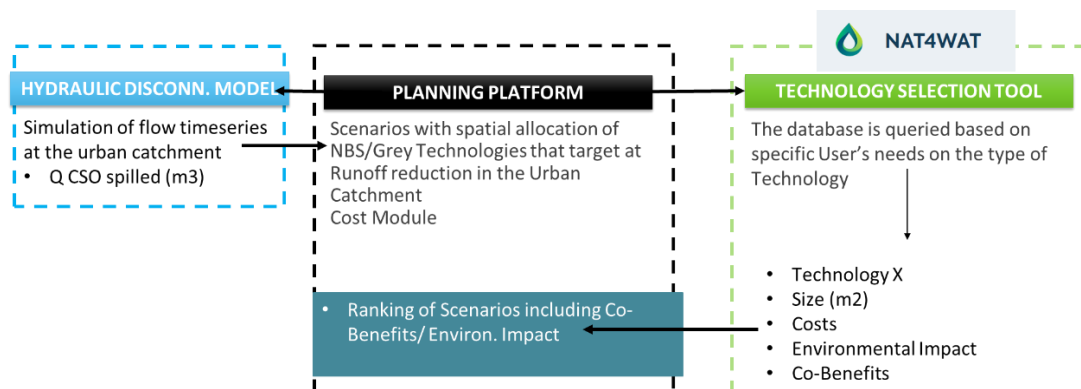 NAT4WAT
HYDRAULIC DISCONN. MODEL
Simulation of flow timeseries
at the urban catchment
• Q CSO spilled (m3)
PLANNING PLATFORM
Scenarios with spatial allocation of
NBS/Grey Technologies that target at
Runoff reduction in the Urban
Catchment
Cost Module
• Ranking of Scenarios including Co-
Benefits/ Environ. Impact
TECHNOLOGY SELECTION TOOL
The database is queried based on
specific User's needs on the type of
Technology
• Technology X
• Size (m2)
• Costs
• Environmental Impact
• Co-Benefits